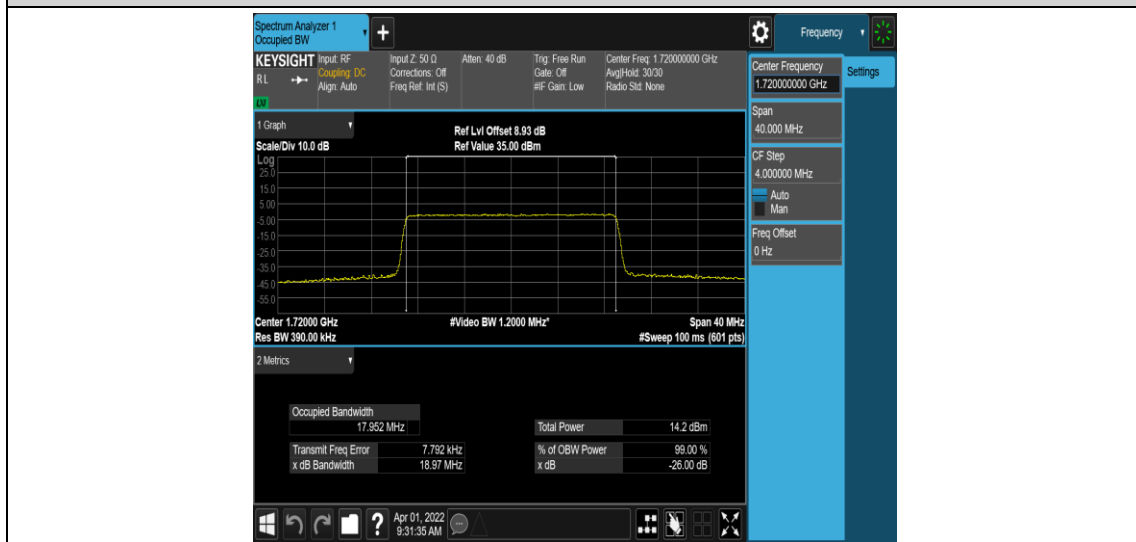 Spectrum Analyzer 1
Occupied BW
Frequency
KEYSIGHT
RL
LXI
Input: RF
Coupling: DC
Align: Auto
Input Z: 50 Ω
Corrections: Off
Freq Ref: Int (S)
Atten: 40 dB
Trig: Free Run
Gate: Off
#IF Gain: Low
Center Freq: 1.720000000 GHz
Avg|Hold: 30/30
Radio Std: None
Center Frequency
1.720000000 GHz
Settings
Span
40.000 MHz
CF Step
4.000000 MHz
Auto
Man
Freq Offset
0 Hz
1 Graph
Ref Lvl Offset 8.93 dB
Scale/Div 10.0 dB
Ref Value 35.00 dBm
Log
25.0
15.0
5.00
-5.00
-15.0
-25.0
-35.0
-45.0
-55.0
Center 1.72000 GHz
#Video BW 1.2000 MHz*
Span 40 MHz
Res BW 390.00 kHz
#Sweep 100 ms (601 pts)
2 Metrics
Occupied Bandwidth
17.952 MHz
Total Power 14.2 dBm
Transmit Freq Error 7.792 kHz
% of OBW Power 99.00 %
x dB Bandwidth 18.97 MHz
x dB -26.00 dB
?
Apr 01, 2022
9:31:35 AM